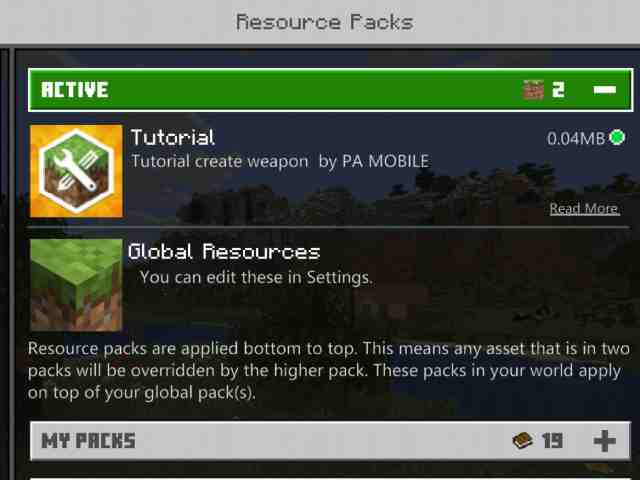 Resource Packs
ACTIVE 2
Tutorial 0.04MB
Tutorial create weapon by PA MOBILE
Read More
Global Resources
You can edit these in Settings.
Resource packs are applied bottom to top. This means any asset that is in two
packs will be overridden by the higher pack. These packs in your world apply
on top of your global pack(s).
MY PACKS 19